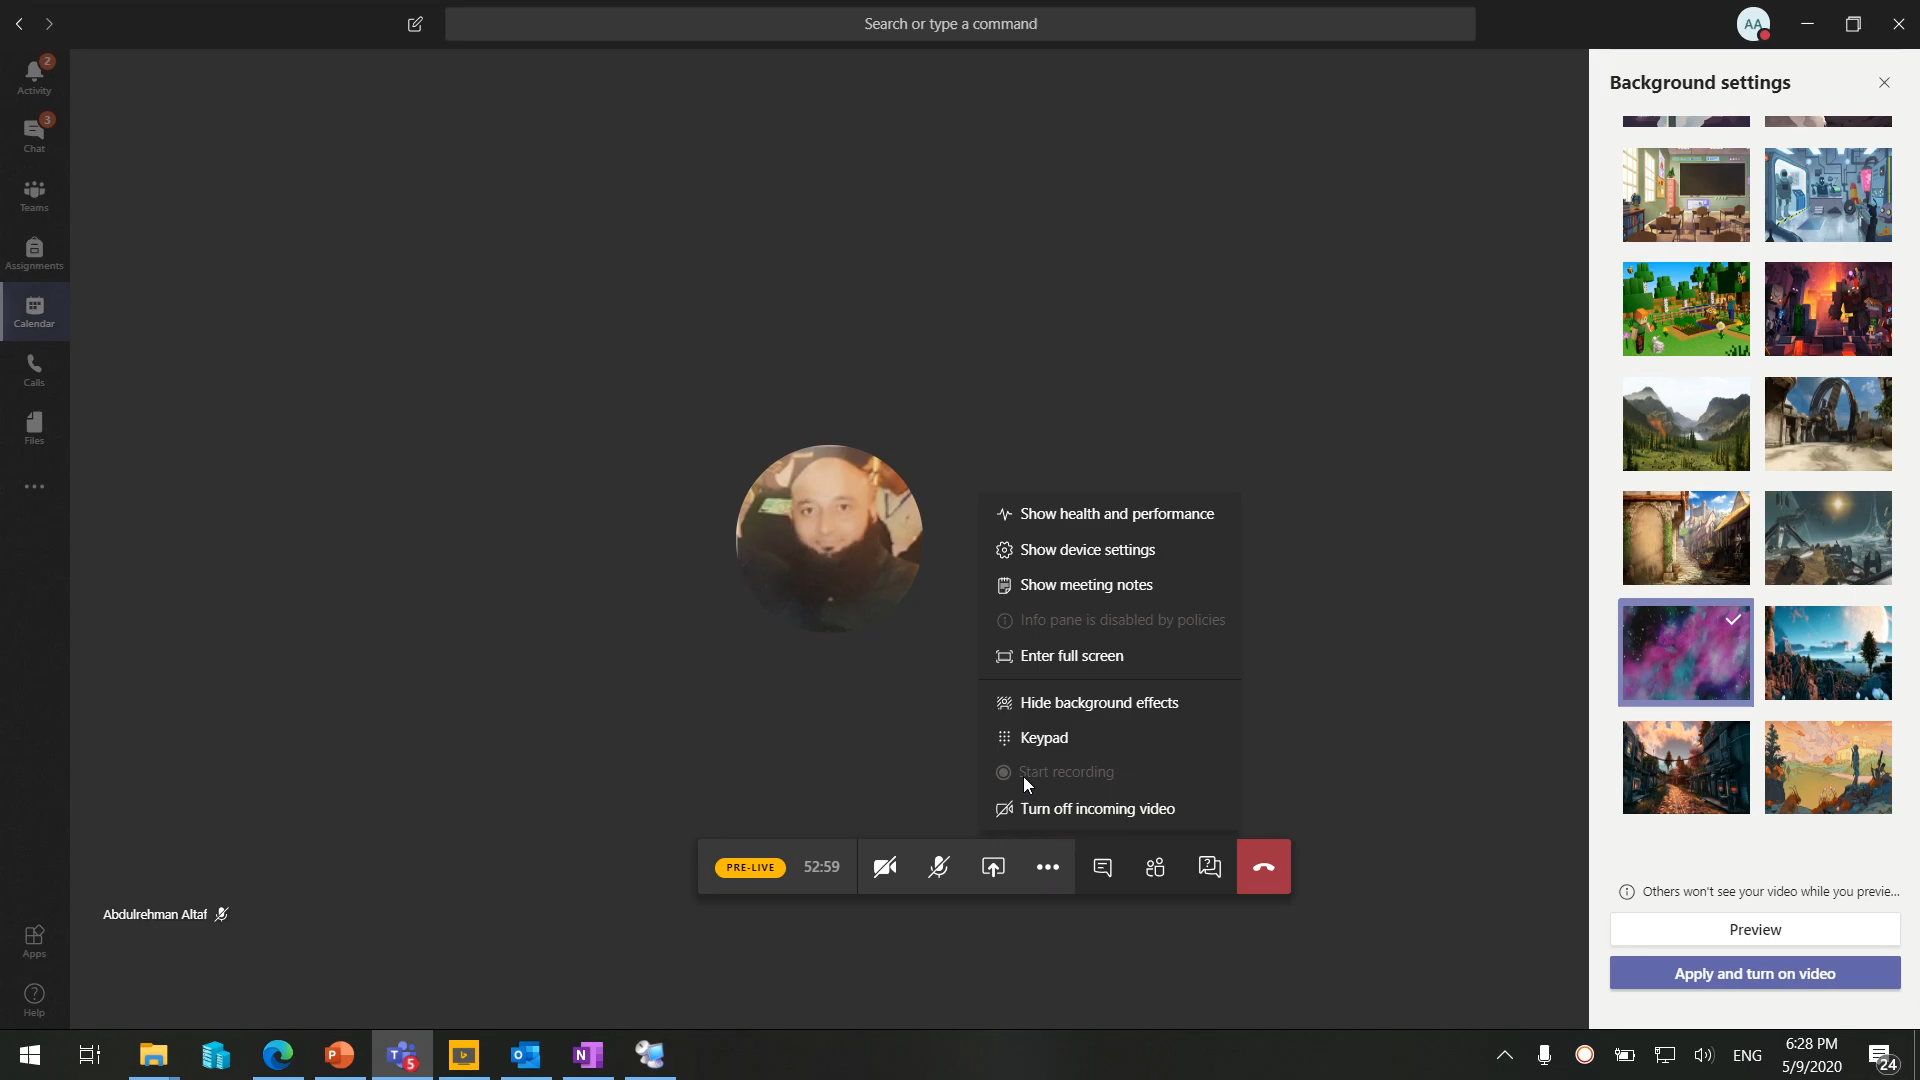 Search or type a command
AA
2
Activity
3
Chat
Teams
Assignments
Calendar
Calls
Files
Apps
Help
Show health and performance
Show device settings
Show meeting notes
Info pane is disabled by policies
Enter full screen
Hide background effects
Keypad
Start recording
Turn off incoming video
PRE-LIVE 52:59
Abdulrehman Altaf
Background settings
Others won't see your video while you previe...
Preview
Apply and turn on video
5
ENG
6:28 PM
5/9/2020
24